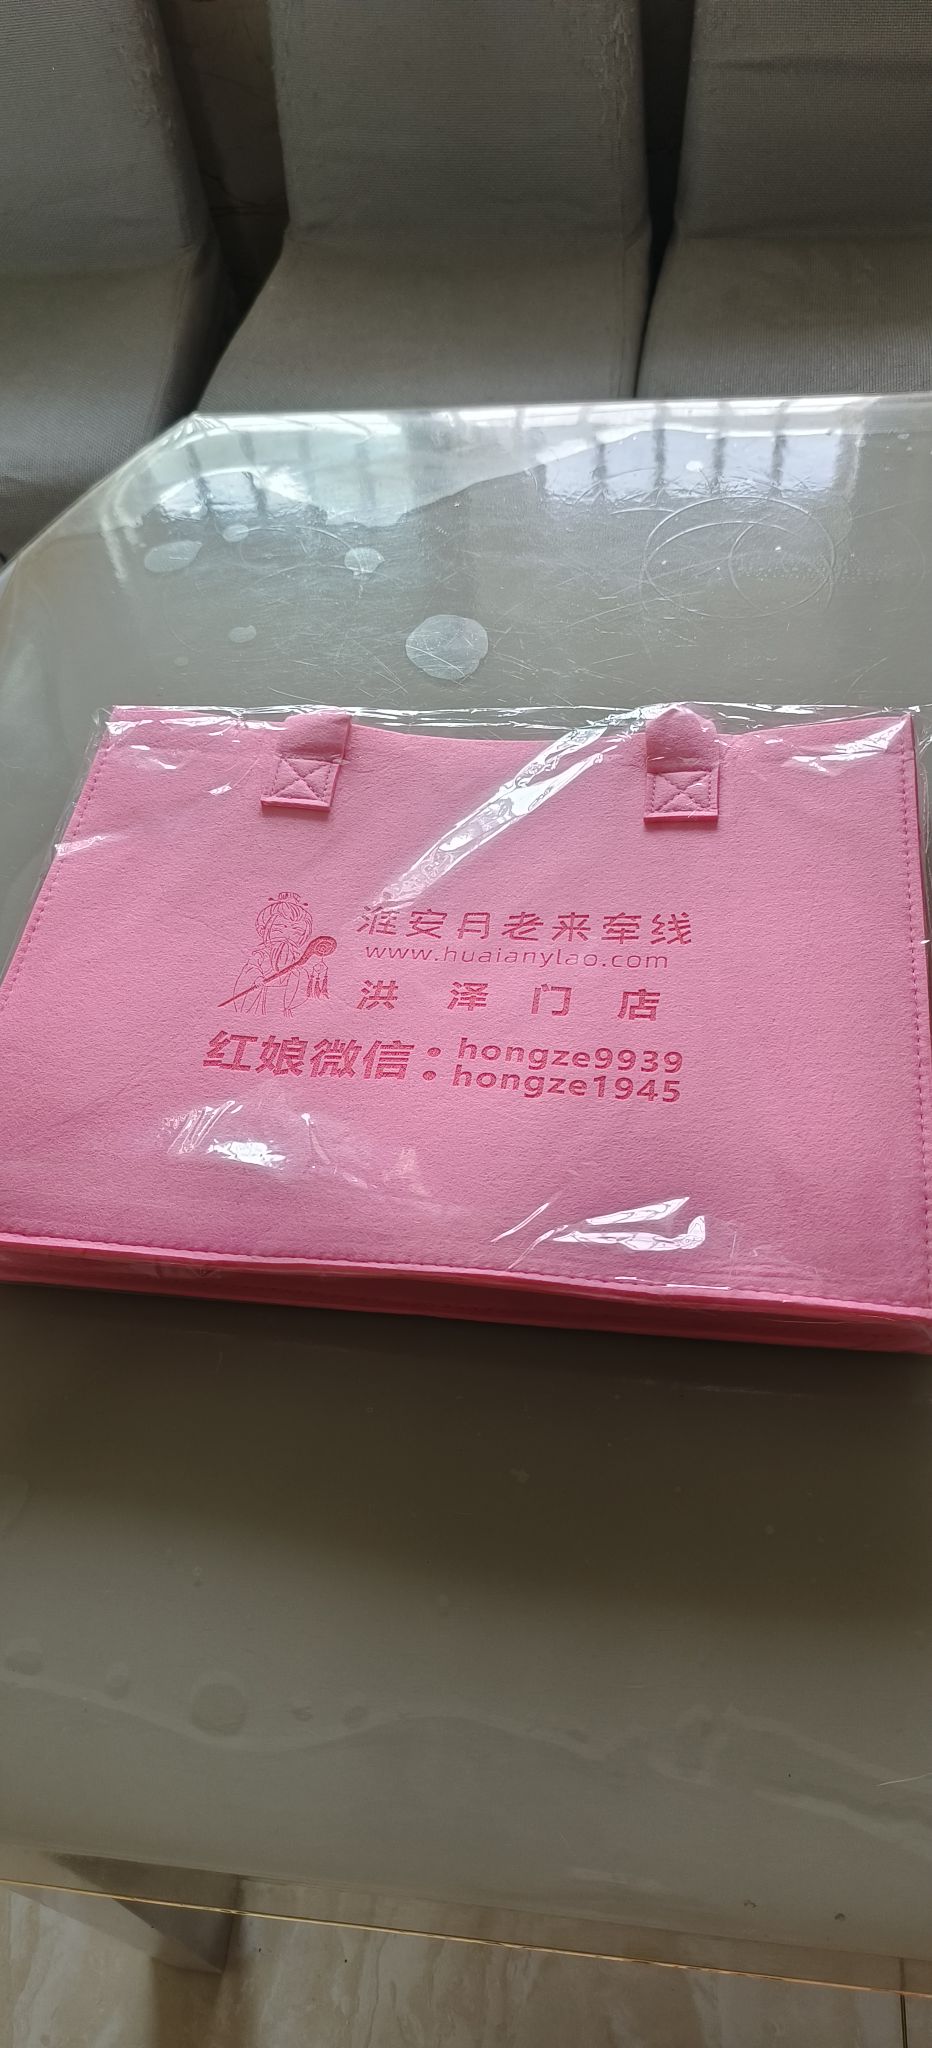 淮安月老来牵线
www.huaianylao.com
洪泽门店
红娘微信：hongze9939
hongze1945